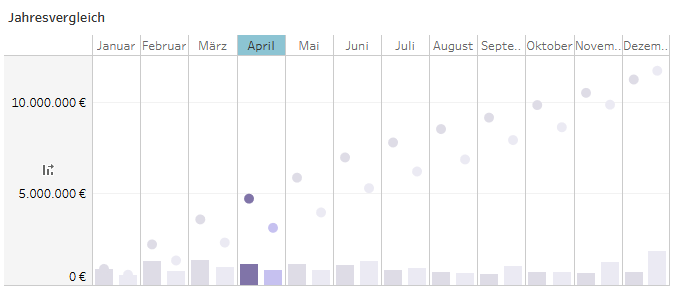 Jahresvergleich
Januar Februar März April Mai Juni Juli August Septe.. Oktober Novem.. Dezem..
10.000.000 €
5.000.000 €
0 €